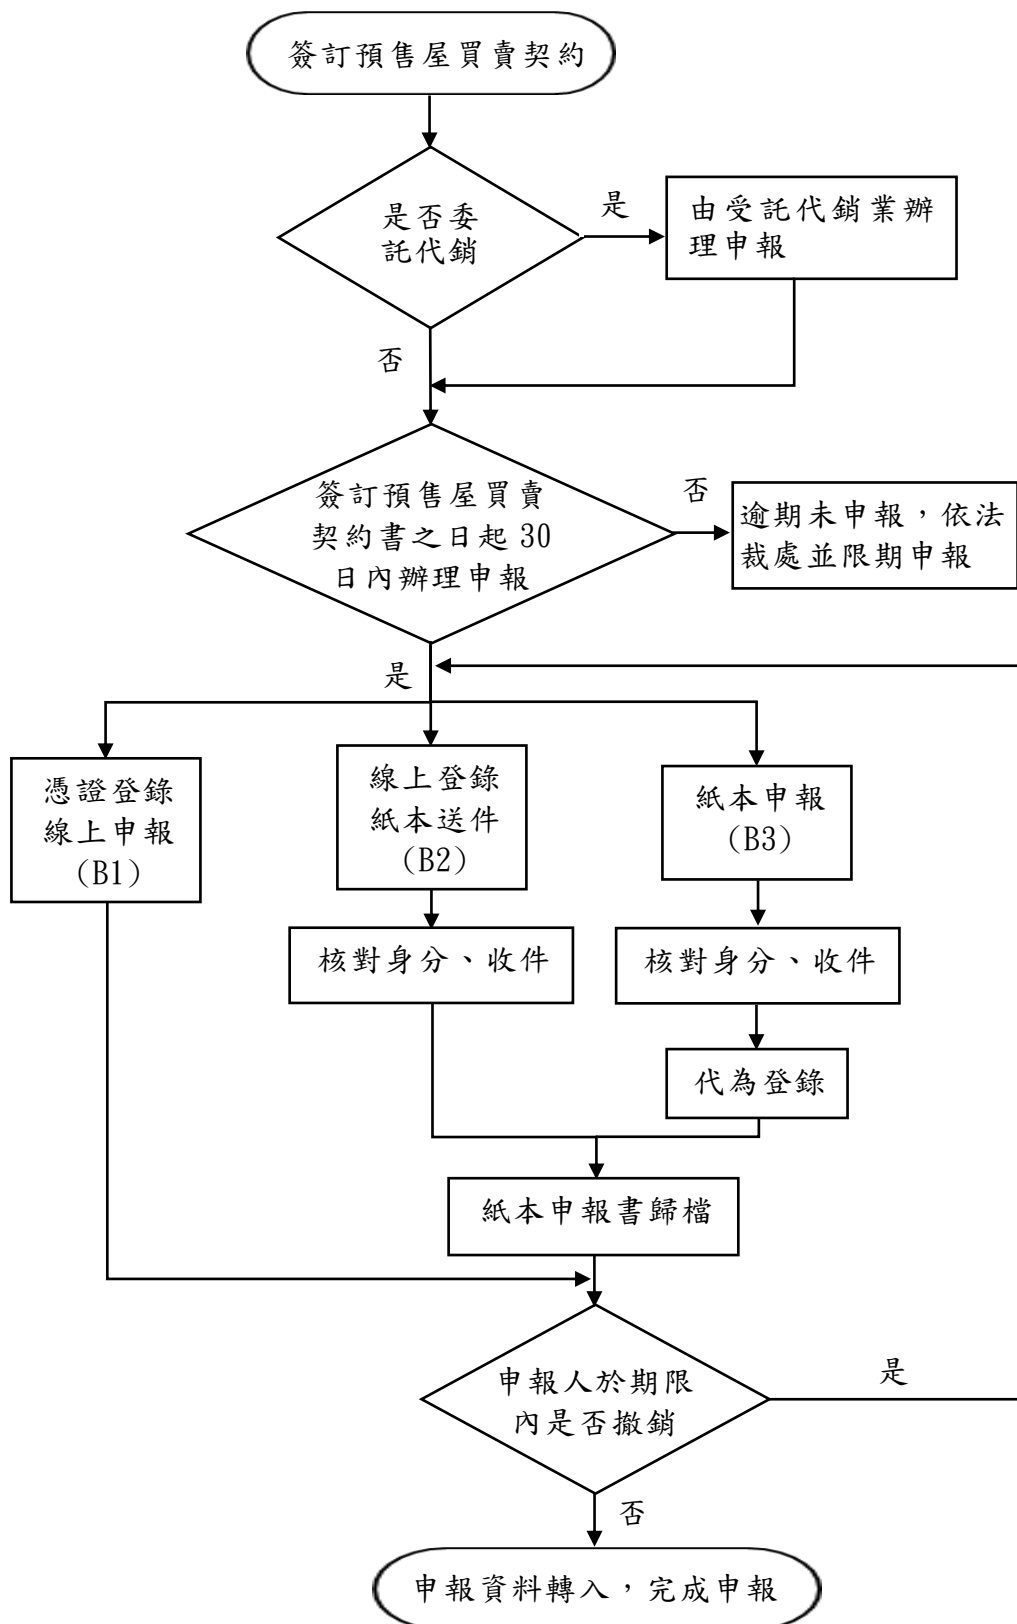 簽訂預售屋買賣契約
是否委
託代銷
是
由受託代銷業辦
理申報
否
簽訂預售屋買賣
契約書之日起 30
日內辦理申報
否
逾期未申報，依法
裁處並限期申報
是
憑證登錄
線上申報
(B1)
線上登錄
紙本送件
(B2)
紙本申報
(B3)
核對身分、收件
核對身分、收件
代為登錄
紙本申報書歸檔
申報人於期限
內是否撤銷
是
否
申報資料轉入，完成申報